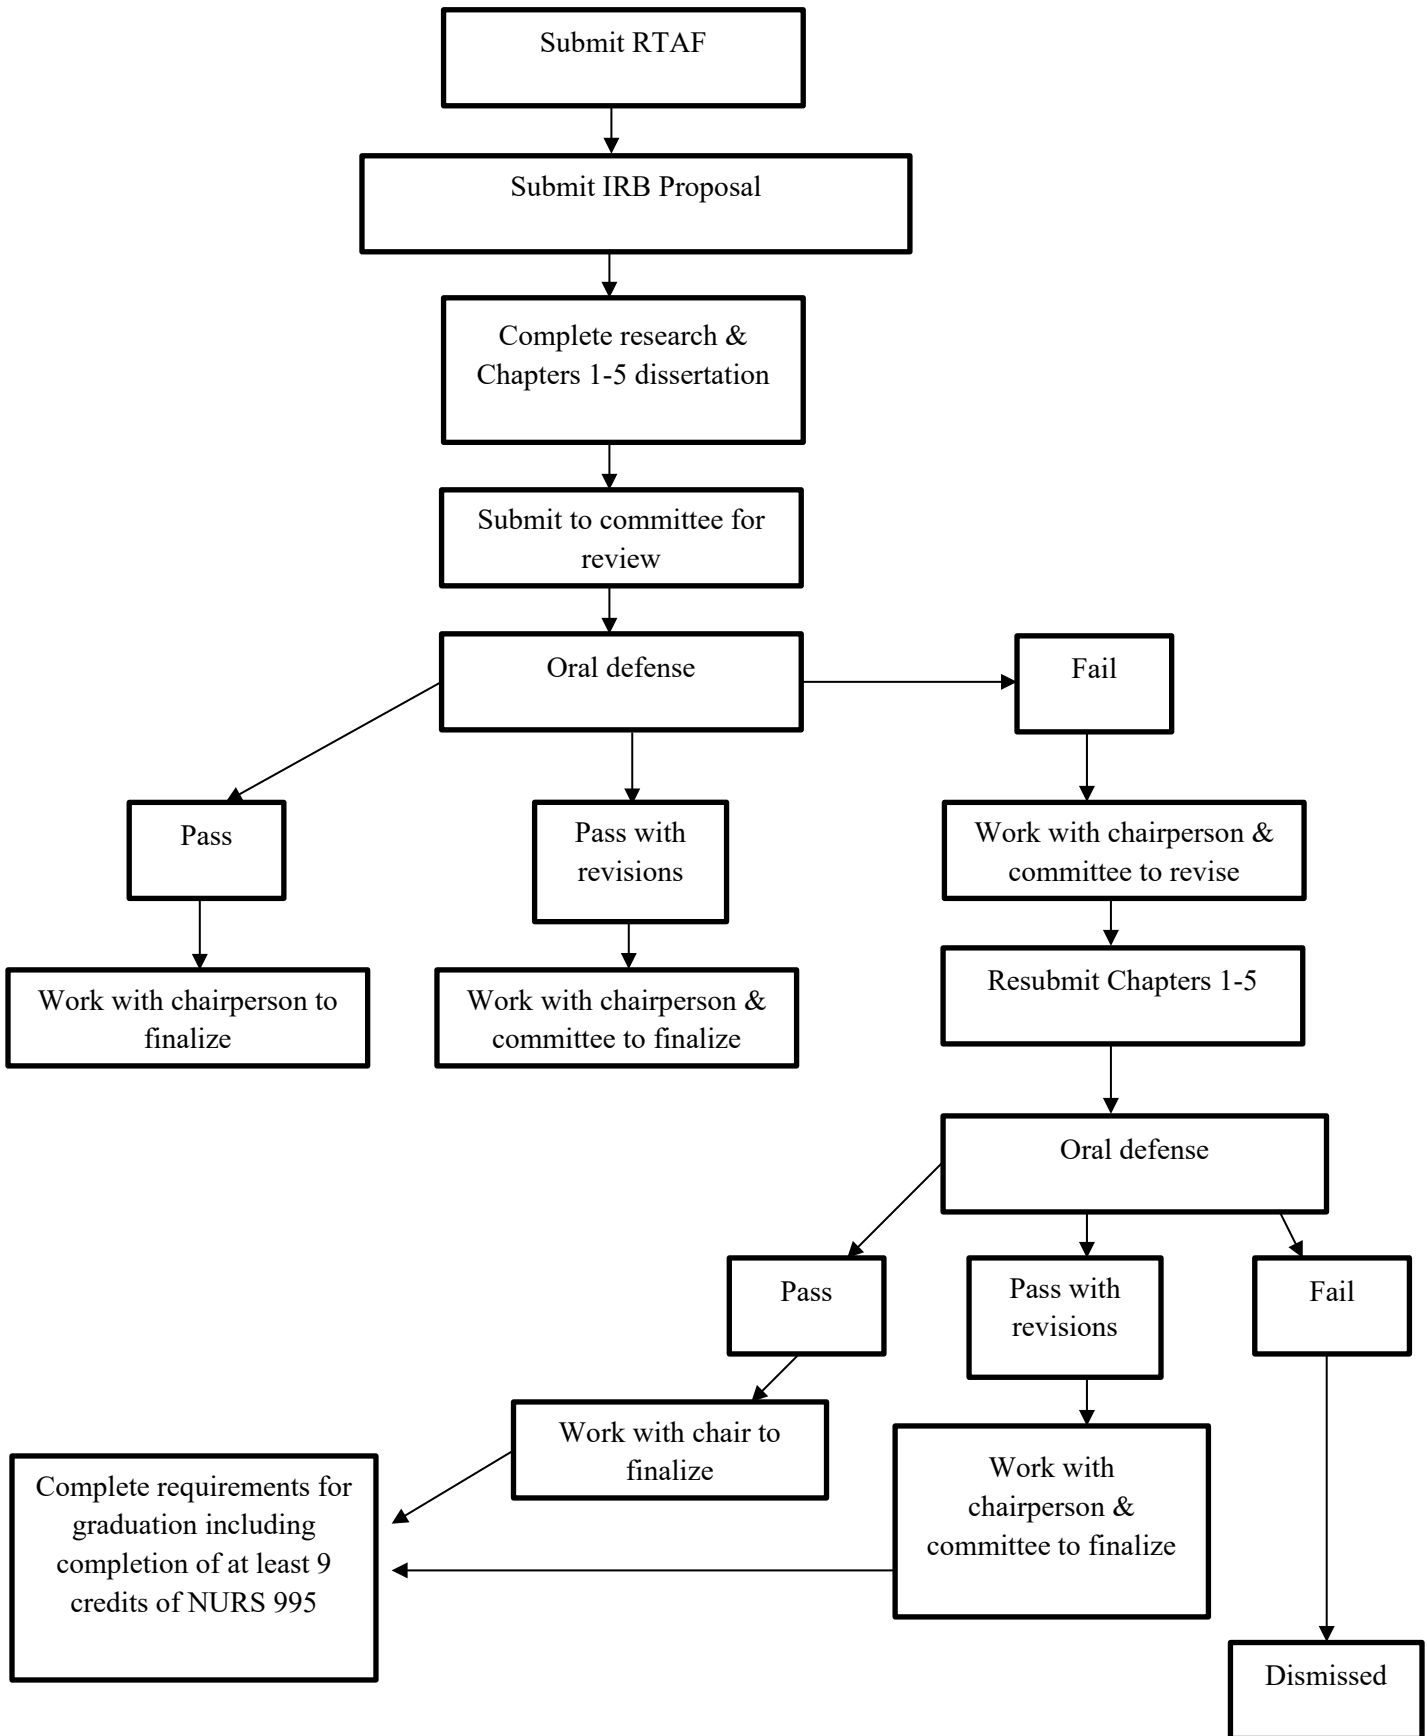 Submit RTAF
Submit IRB Proposal
Complete research &
Chapters 1-5 dissertation
Submit to committee for
review
Oral defense
Fail
Pass
Pass with
revisions
Work with chairperson &
committee to revise
Work with chairperson to
finalize
Work with chairperson &
committee to finalize
Resubmit Chapters 1-5
Oral defense
Pass
Pass with
revisions
Fail
Work with chair to
finalize
Work with
chairperson &
committee to finalize
Complete requirements for
graduation including
completion of at least 9
credits of NURS 995
Dismissed